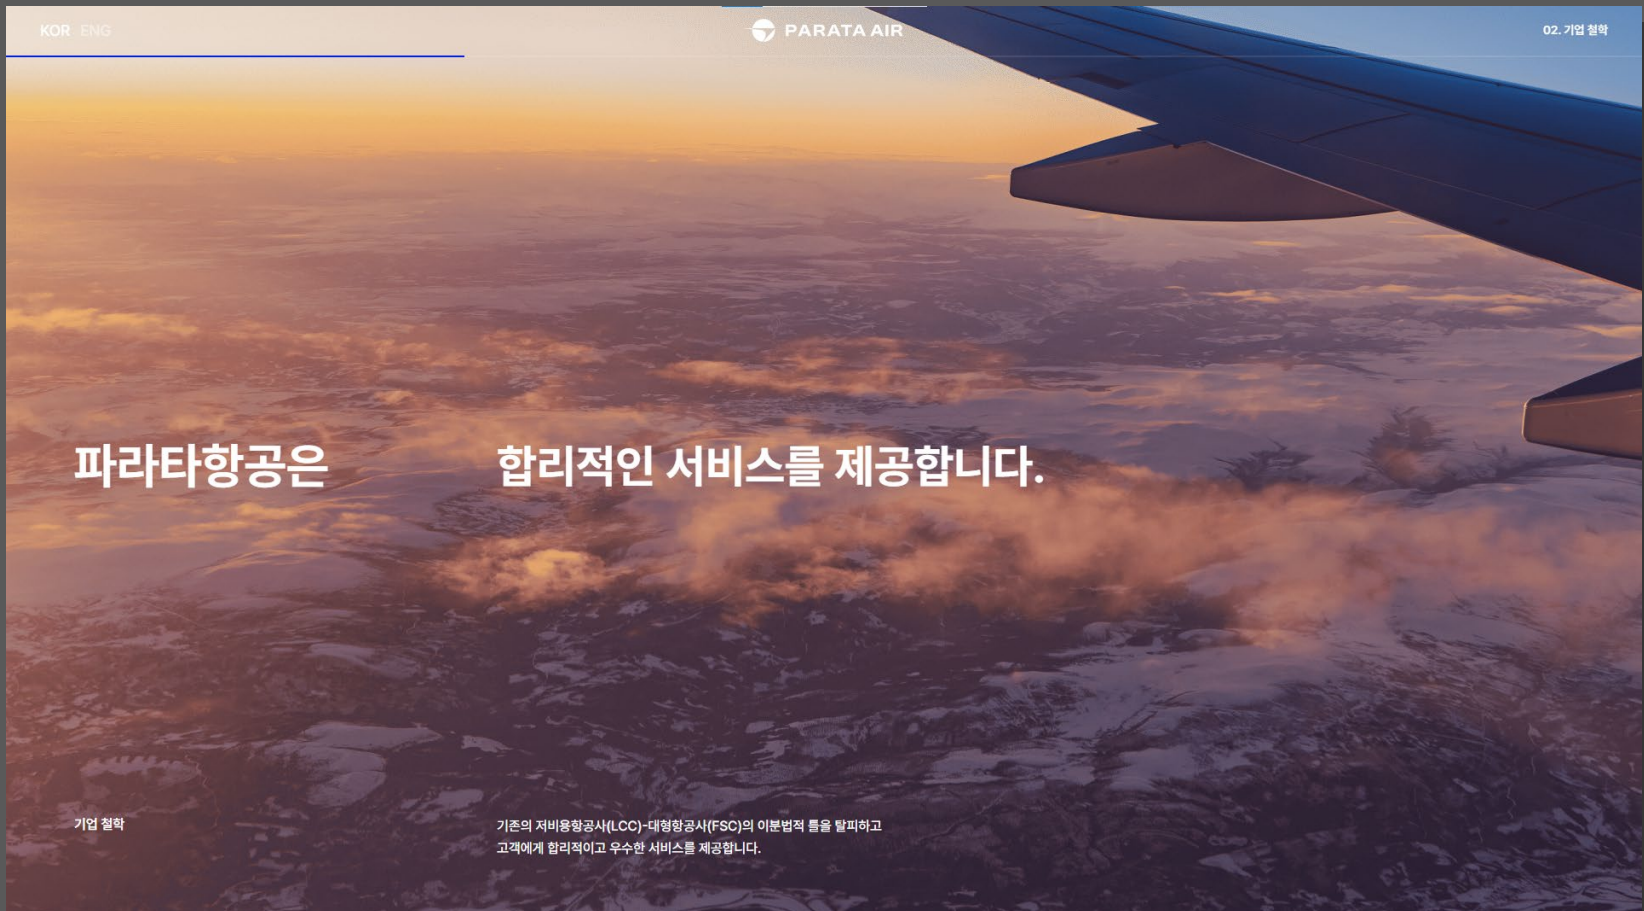 KOR ENG
PARATA AIR
02. 기업 철학
파라타항공은
합리적인 서비스를 제공합니다.
기업 철학
기존의 저비용항공사(LCC)-대형항공사(FSC)의 이분법적 틀을 탈피하고
고객에게 합리적이고 우수한 서비스를 제공합니다.